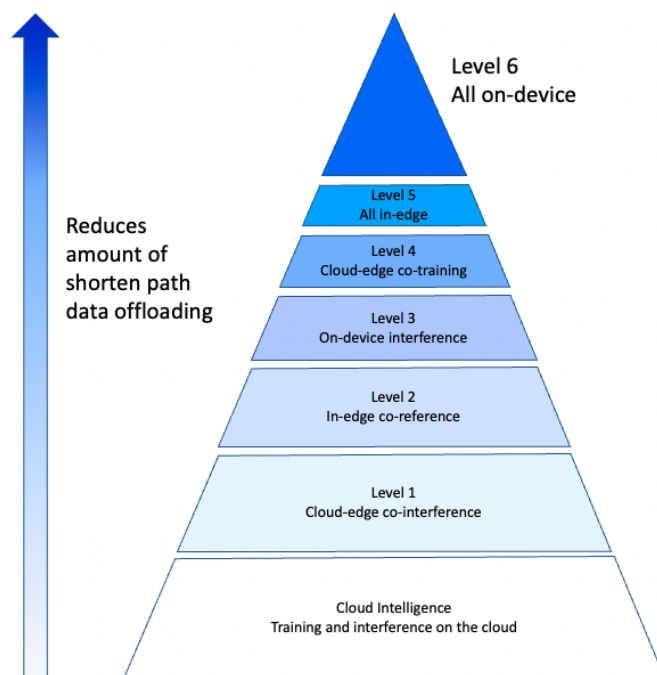 Level 6
All on-device
Level 5
All in-edge
Reduces
amount of
shorten path
data offloading
Level 4
Cloud-edge co-training
Level 3
On-device interference
Level 2
In-edge co-reference
Level 1
Cloud-edge co-interference
Cloud Intelligence
Training and interference on the cloud